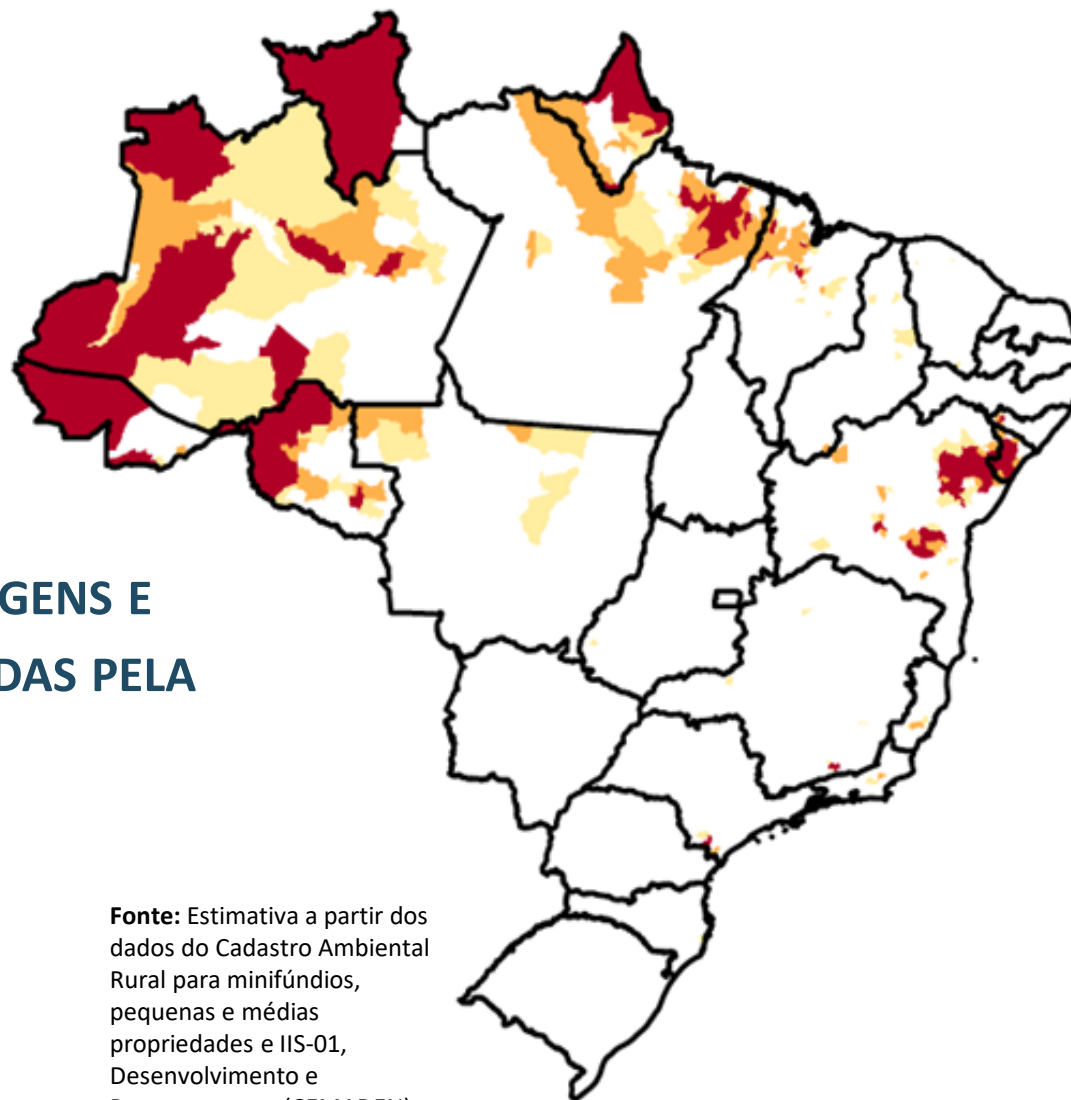 GENS E
DAS PELA
Fonte: Estimativa a partir dos
dados do Cadastro Ambiental
Rural para minifúndios,
pequenas e médias
propriedades e IIS-01,
Desenvolvimento e